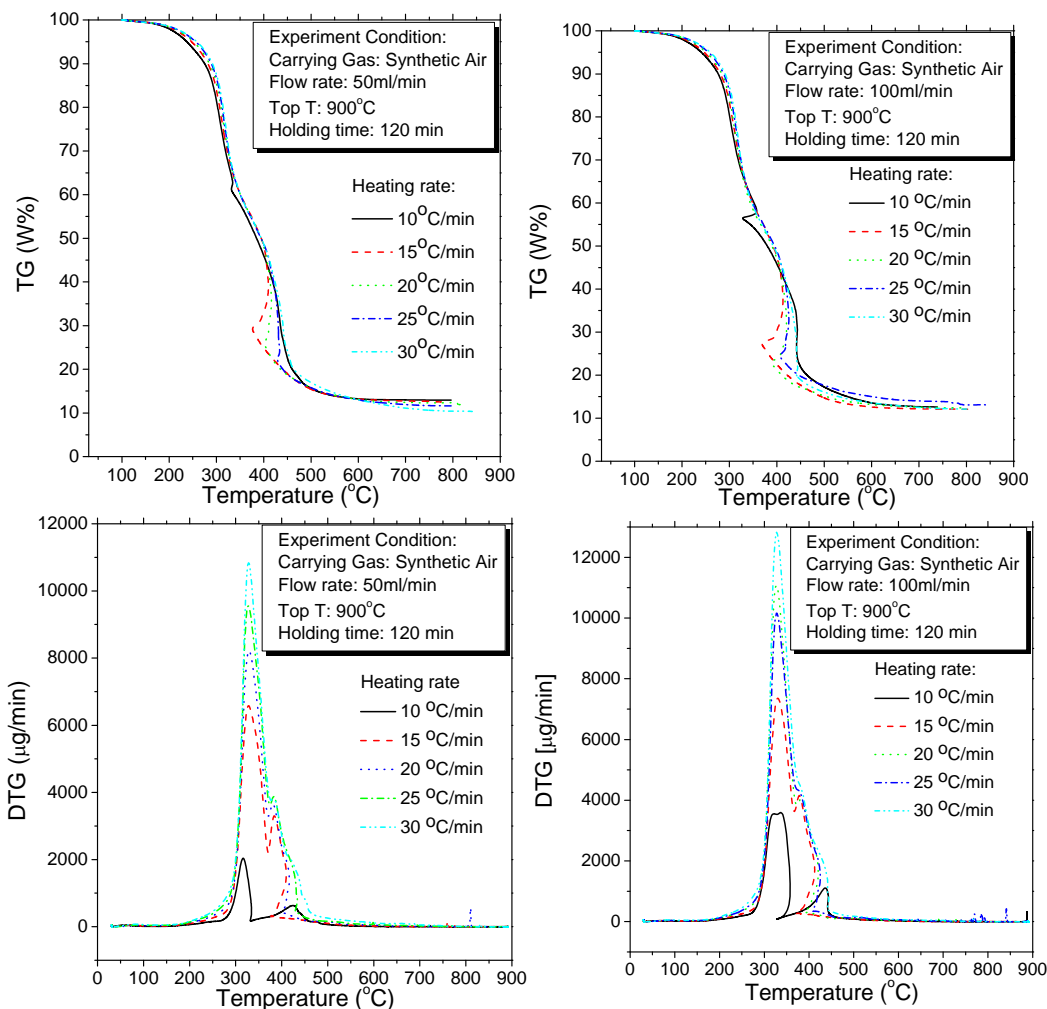 100
90
80
70
60
50
40
30
20
10
0
TG (W%)
Experiment Condition:
Carrying Gas: Synthetic Air
Flow rate: 50ml/min
Top T: 900°C
Holding time: 120 min
Heating rate:
10°C/min
15°C/min
20°C/min
25°C/min
30°C/min
100 200 300 400 500 600 700 800 900
Temperature (°C)
100
90
80
70
60
50
40
30
20
10
0
TG (W%)
Experiment Condition:
Carrying Gas: Synthetic Air
Flow rate: 100ml/min
Top T: 900°C
Holding time: 120 min
Heating rate:
10 °C/min
15 °C/min
20 °C/min
25 °C/min
30 °C/min
100 200 300 400 500 600 700 800 900
Temperature (°C)
12000
10000
8000
6000
4000
2000
0
DTG (μg/min)
Experiment Condition:
Carrying Gas: Synthetic Air
Flow rate: 50ml/min
Top T: 900°C
Holding time: 120 min
Heating rate
10 °C/min
15 °C/min
20 °C/min
25 °C/min
30 °C/min
0 100 200 300 400 500 600 700 800 900
Temperature (°C)
12000
10000
8000
6000
4000
2000
0
DTG [μg/min]
Experiment Condition:
Carrying Gas: Synthetic Air
Flow rate: 100ml/min
Top T: 900°C
Holding time: 120 min
Heating rate:
10 °C/min
15 °C/min
20 °C/min
25 °C/min
30 °C/min
0 100 200 300 400 500 600 700 800 900
Temperature (°C)